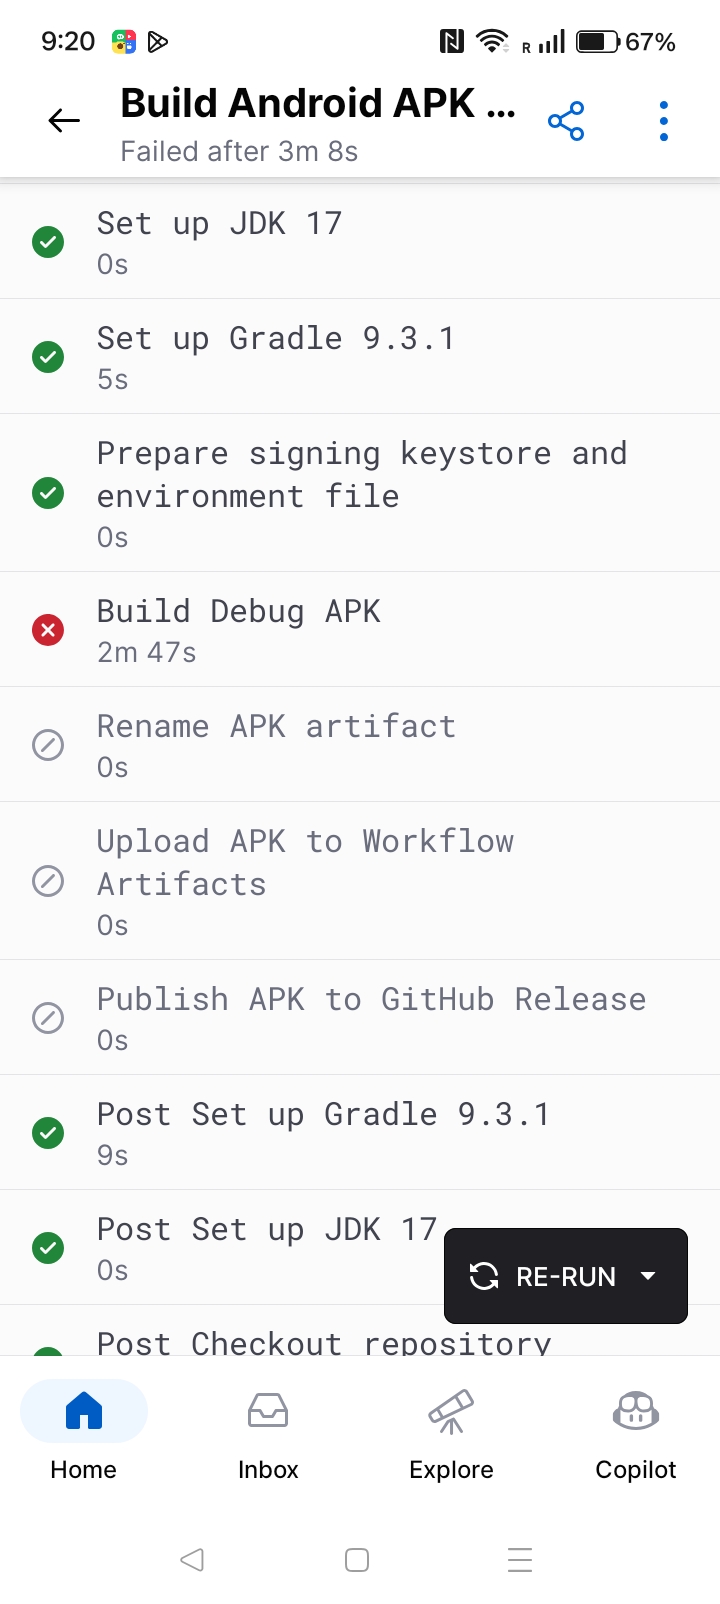 9:20
R
67%
Build Android APK ...
Failed after 3m 8s
Set up JDK 17
0s
Set up Gradle 9.3.1
5s
Prepare signing keystore and
environment file
0s
Build Debug APK
2m 47s
Rename APK artifact
0s
Upload APK to Workflow
Artifacts
0s
Publish APK to GitHub Release
0s
Post Set up Gradle 9.3.1
9s
Post Set up JDK 17
0s
RE-RUN
Post Checkout repository
Home
Inbox
Explore
Copilot